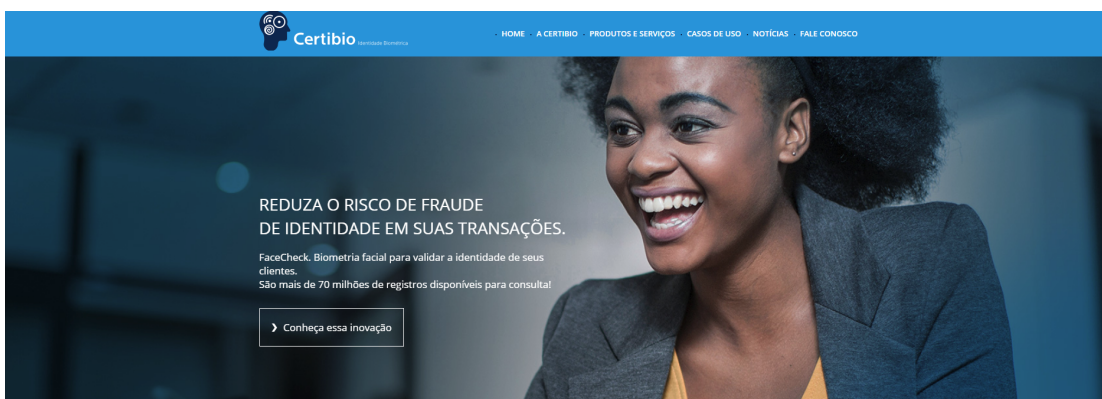 Certibio Identidade Biométrica
HOME A CERTIBIO PRODUTOS E SERVIÇOS CASOS DE USO NOTÍCIAS FALE CONOSCO
REDUZA O RISCO DE FRAUDE
DE IDENTIDADE EM SUAS TRANSAÇÕES.
FaceCheck. Biometria facial para validar a identidade de seus
clientes.
São mais de 70 milhões de registros disponíveis para consulta!
❯ Conheça essa inovação